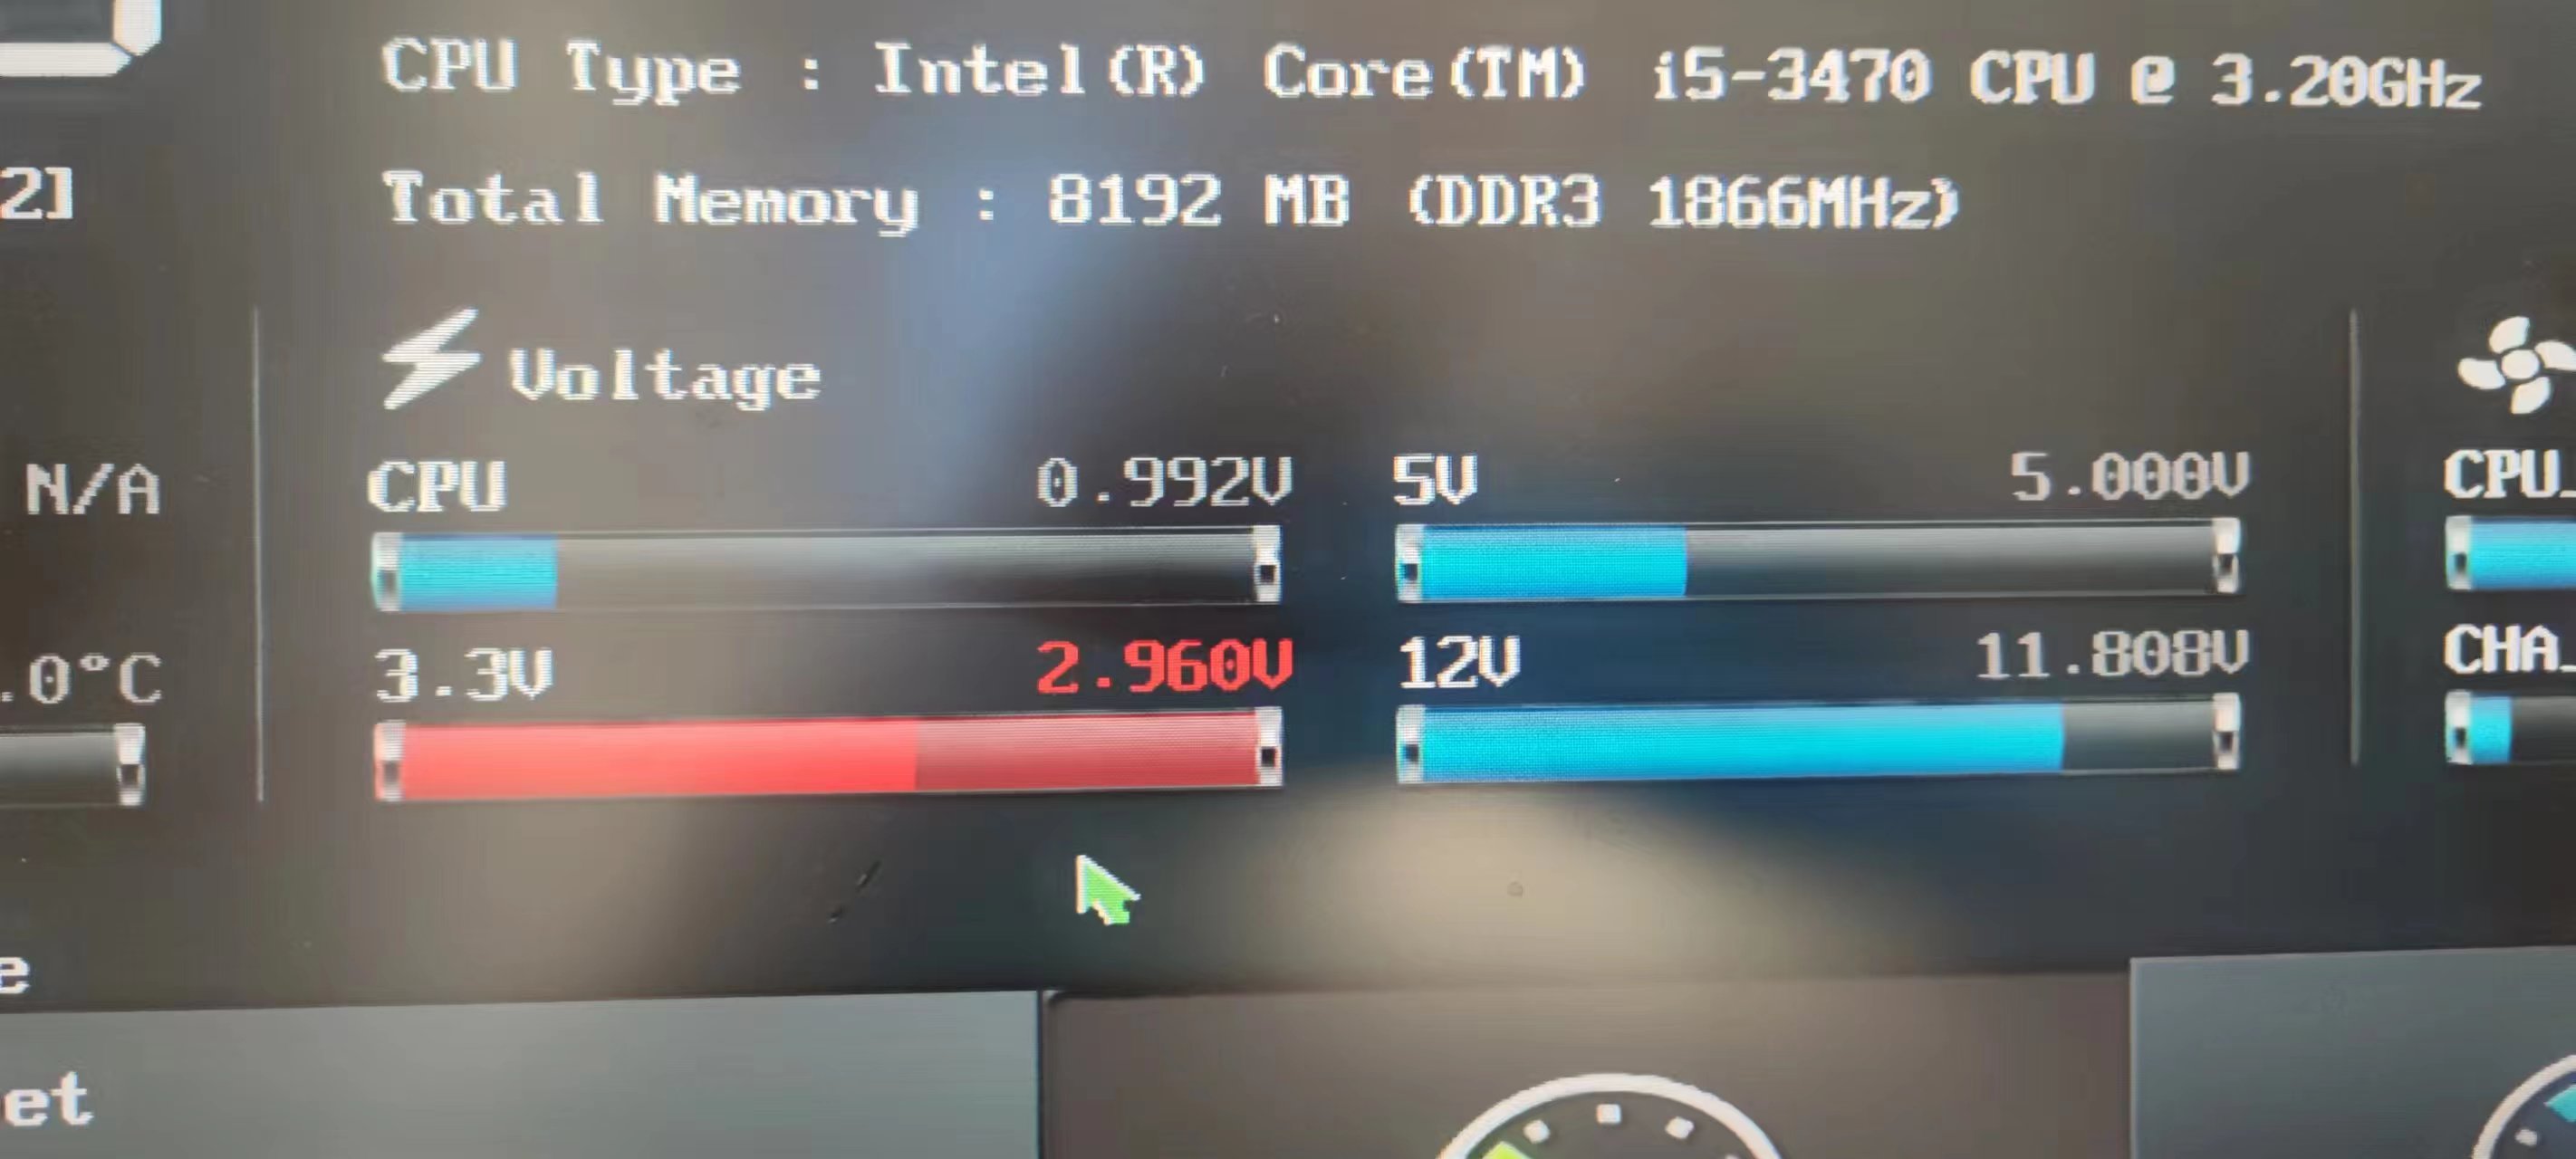 CPU Type : Intel(R) Core(TM) i5-3470 CPU @ 3.20GHz
2]
Total Memory : 8192 MB (DDR3 1866MHz)
Voltage
N/A
CPU 0.992V
5V 5.000V
CPU_
.0°C
3.3V 2.960V
12V 11.808V
CHA_
e
et